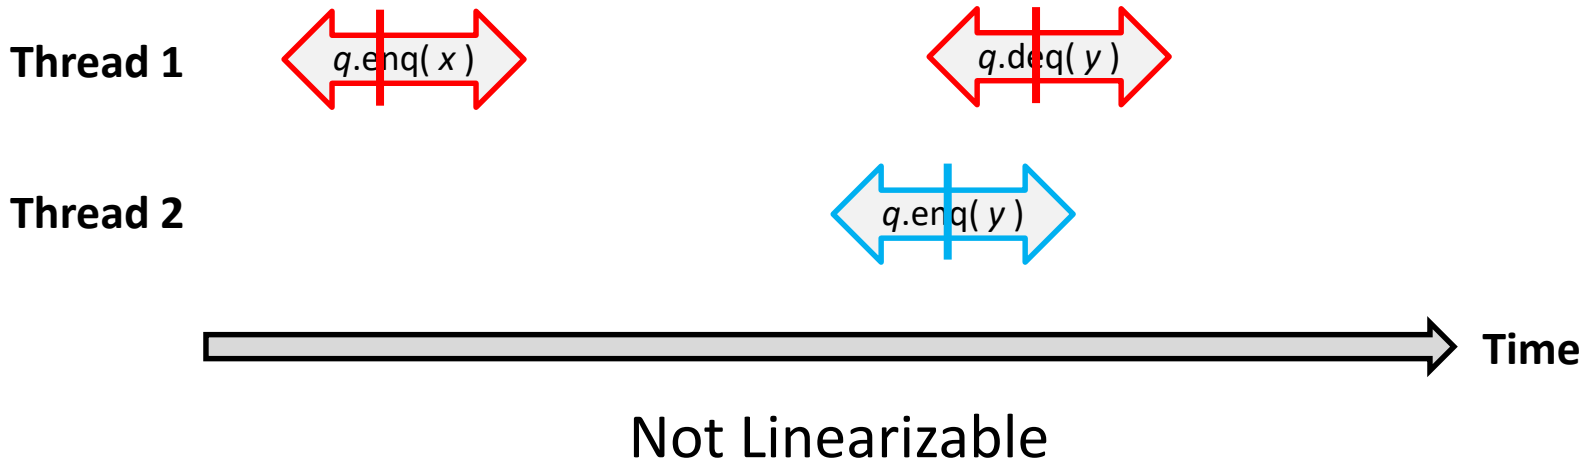 Thread 1 q.enq( x ) q.deq( y )
Thread 2 q.enq( y )
Time
Not Linearizable